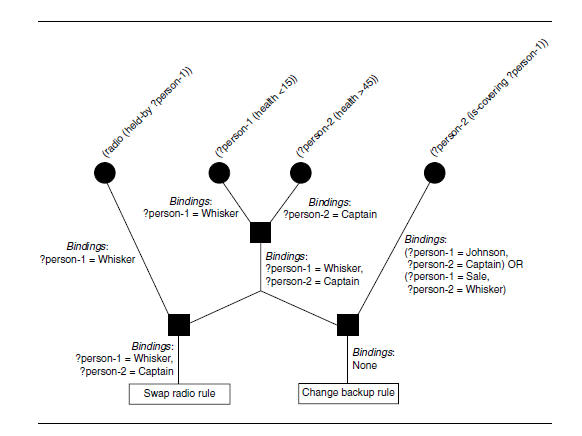 (radio (held-by ?person-1))
(?person-1 (health <15))
(?person-2 (health >45))
(?person-2 (is-covering ?person-1))
Bindings:
?person-1 = Whisker
Bindings:
?person-2 = Captain
Bindings:
?person-1 = Whisker
Bindings:
?person-1 = Whisker,
?person-2 = Captain
Bindings:
(?person-1 = Johnson,
?person-2 = Captain) OR
(?person-1 = Sale,
?person-2 = Whisker)
Bindings:
?person-1 = Whisker,
?person-2 = Captain
Bindings:
None
Swap radio rule
Change backup rule